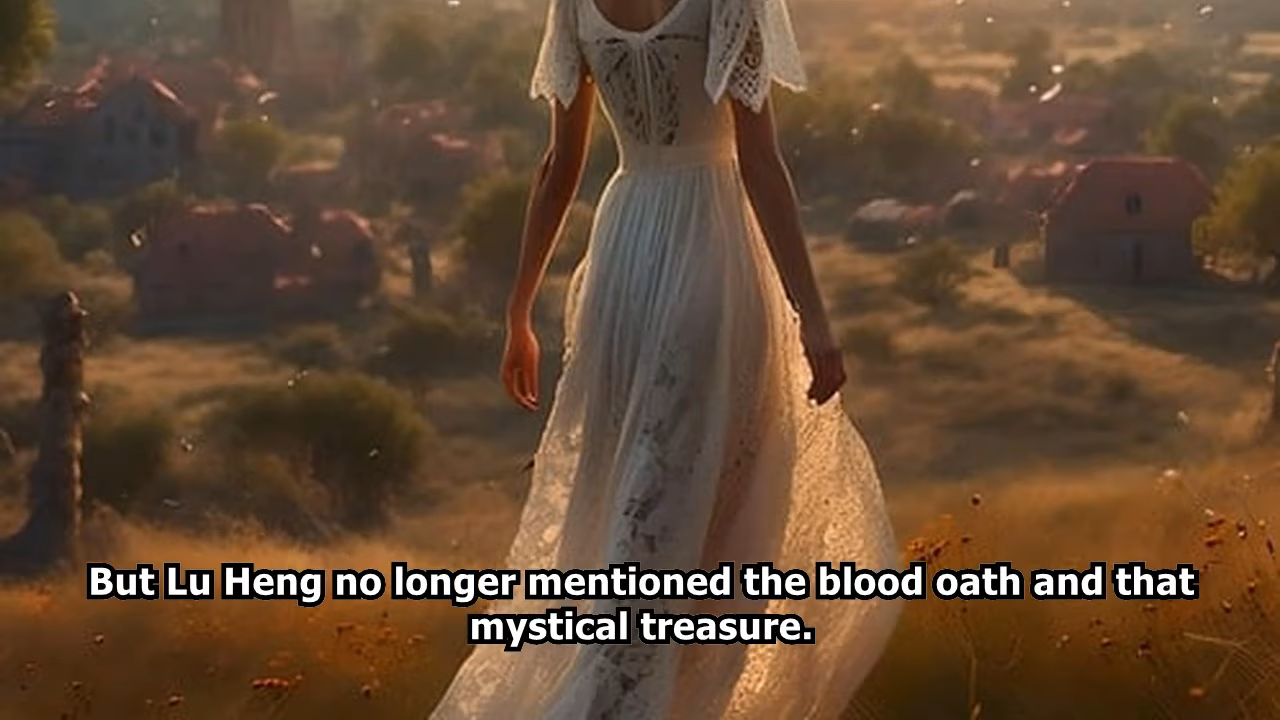 But Lu Heng no longer mentioned the blood oath and that
mystical treasure.